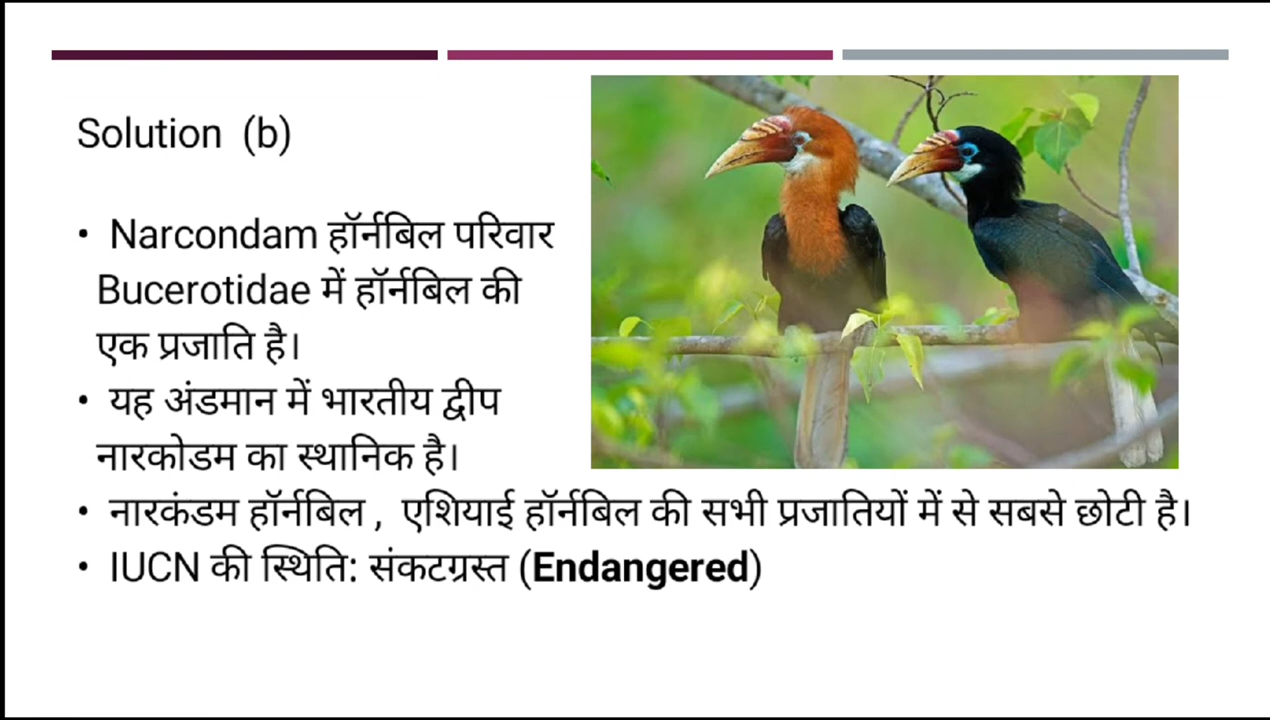 Solution (b)
• Narcondam हॉर्नबिल परिवार
Bucerotidae में हॉर्नबिल की
एक प्रजाति है।
• यह अंडमान में भारतीय द्वीप
नारकोडम का स्थानिक है।
• नारकंडम हॉर्नबिल , एशियाई हॉर्नबिल की सभी प्रजातियों में से सबसे छोटी है।
• IUCN की स्थिति: संकटग्रस्त (Endangered)